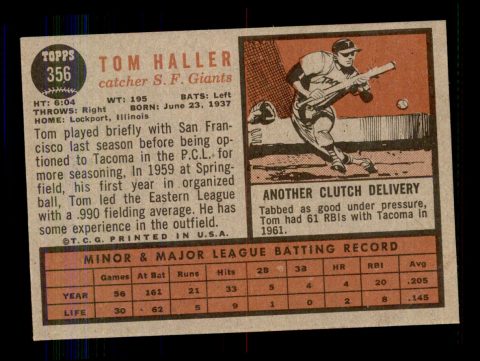 TOPPS
356
TOM HALLER
catcher S. F. Giants
HT: 6:04 WT: 195 BATS: Left
THROWS: Right BORN: June 23, 1937
HOME: Lockport, Illinois
Tom played briefly with San Fran-
cisco last season before being op-
tioned to Tacoma in the P.C.L. for
more seasoning. In 1959 at Spring-
field, his first year in organized
ball, Tom led the Eastern League
with a .990 fielding average. He has
some experience in the outfield.
© T. C. G. PRINTED IN U.S.A.
ANOTHER CLUTCH DELIVERY
Tabbed as good under pressure,
Tom had 61 RBIs with Tacoma in
1961.
MINOR & MAJOR LEAGUE BATTING RECORD
Games At Bat Runs Hits 2B 3B HR RBI Avg.
YEAR 56 161 21 33 5 0 4 20 .205
LIFE 30 62 5 9 1 0 2 8 .145